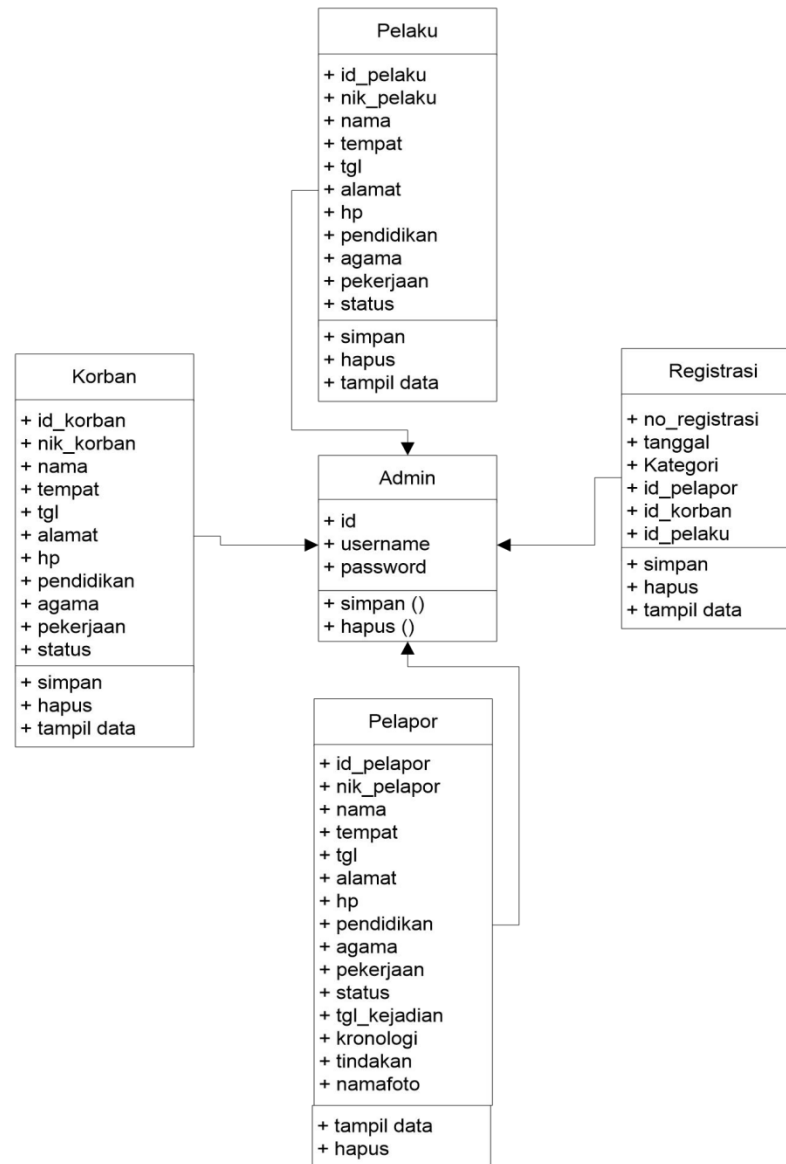 Pelaku
+ id_pelaku
+ nik_pelaku
+ nama
+ tempat
+ tgl
+ alamat
+ hp
+ pendidikan
+ agama
+ pekerjaan
+ status
+ simpan
+ hapus
+ tampil data
Korban
+ id_korban
+ nik_korban
+ nama
+ tempat
+ tgl
+ alamat
+ hp
+ pendidikan
+ agama
+ pekerjaan
+ status
+ simpan
+ hapus
+ tampil data
Admin
+ id
+ username
+ password
+ simpan ()
+ hapus ()
Registrasi
+ no_registrasi
+ tanggal
+ Kategori
+ id_pelapor
+ id_korban
+ id_pelaku
+ simpan
+ hapus
+ tampil data
Pelapor
+ id_pelapor
+ nik_pelapor
+ nama
+ tempat
+ tgl
+ alamat
+ hp
+ pendidikan
+ agama
+ pekerjaan
+ status
+ tgl_kejadian
+ kronologi
+ tindakan
+ namafoto
+ tampil data
+ hapus